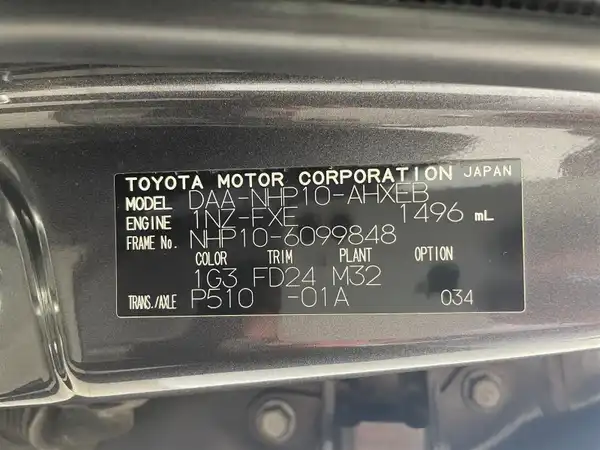 TOYOTA MOTOR CORPORATION JAPAN
MODEL DAA-NHP10-AHXEB
ENGINE 1NZ-FXE 1496 mL
FRAME No. NHP10-6099848
COLOR TRIM PLANT OPTION
1G3 FD24 M32
TRANS./AXLE P510 -01A 034